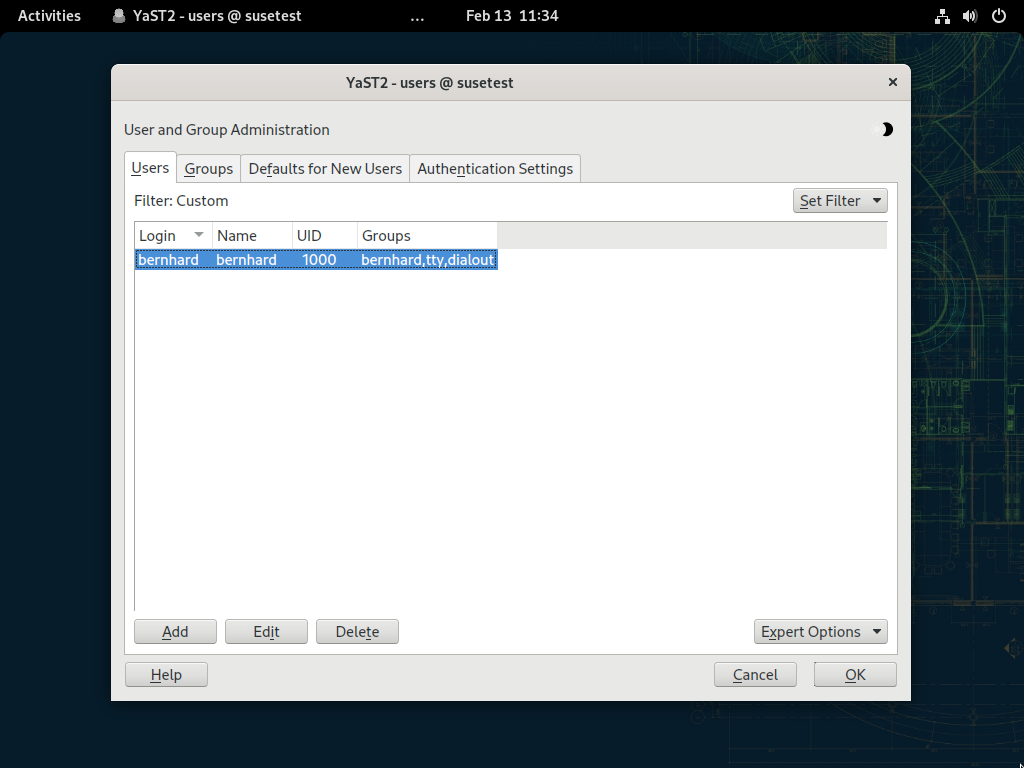 Activities YaST2 - users @ susetest ... Feb 13 11:34
YaST2 - users @ susetest
User and Group Administration
Users Groups Defaults for New Users Authentication Settings
Filter: Custom Set Filter
Login Name UID Groups
bernhard bernhard 1000 bernhard,tty,dialout
Add Edit Delete Expert Options
Help Cancel OK